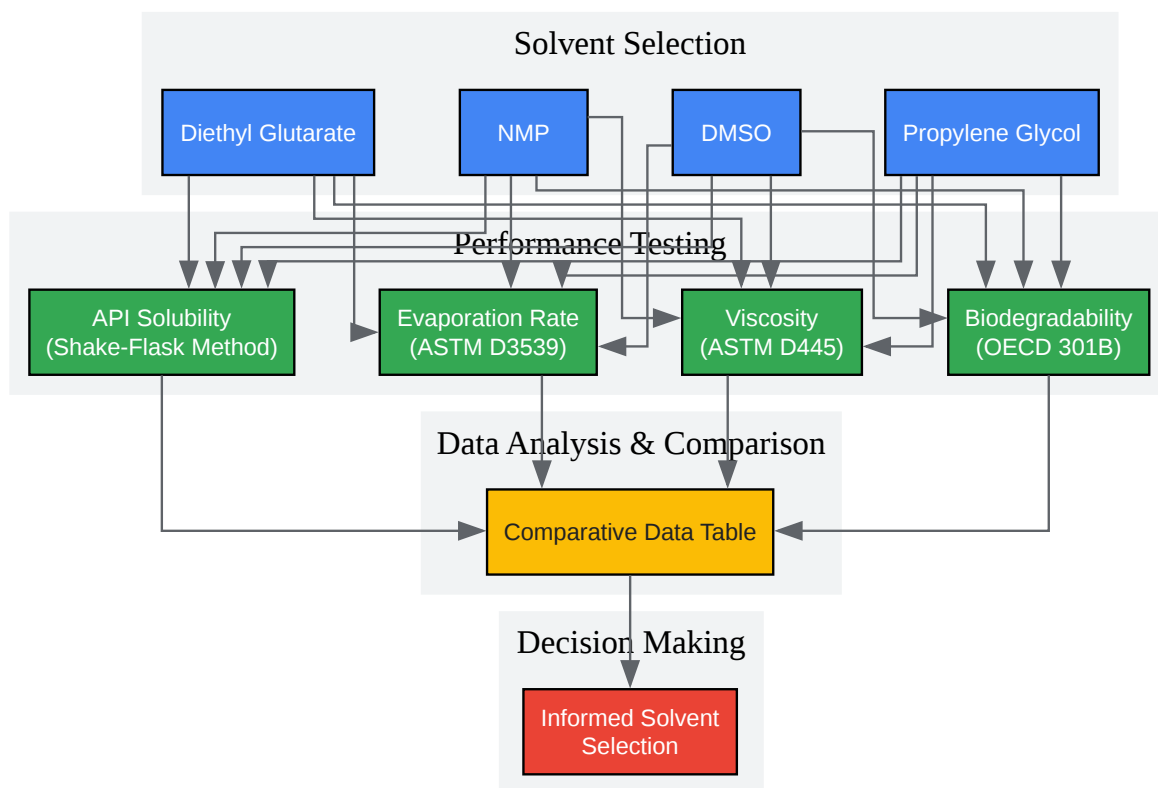 Solvent Selection
Diethyl Glutarate
NMP
DMSO
Propylene Glycol
Performance Testing
API Solubility
(Shake-Flask Method)
Evaporation Rate
(ASTM D3539)
Viscosity
(ASTM D445)
Biodegradability
(OECD 301B)
Data Analysis & Comparison
Comparative Data Table
Decision Making
Informed Solvent
Selection